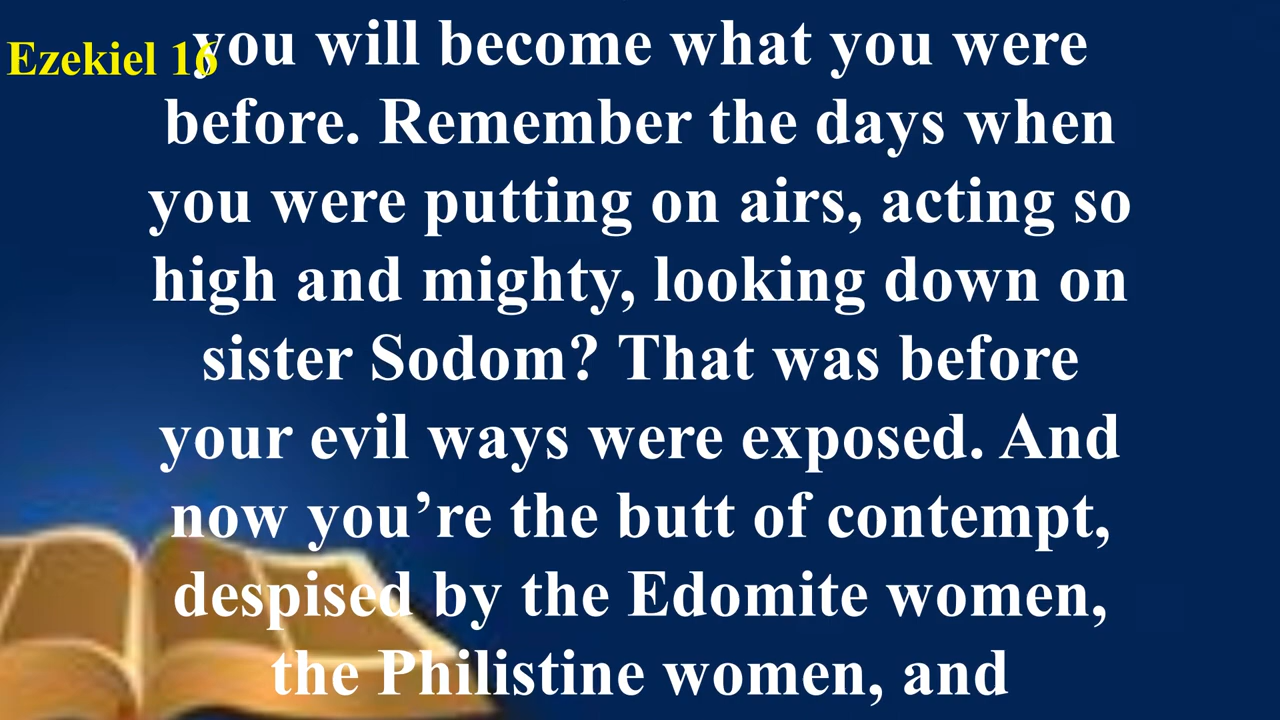 Ezekiel 16
you will become what you were
before. Remember the days when
you were putting on airs, acting so
high and mighty, looking down on
sister Sodom? That was before
your evil ways were exposed. And
now you’re the butt of contempt,
despised by the Edomite women,
the Philistine women, and